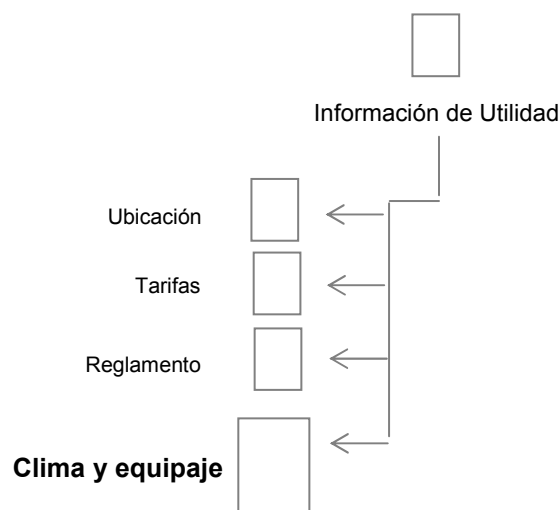 Información de Utilidad
Ubicación
Tarifas
Reglamento
Clima y equipaje